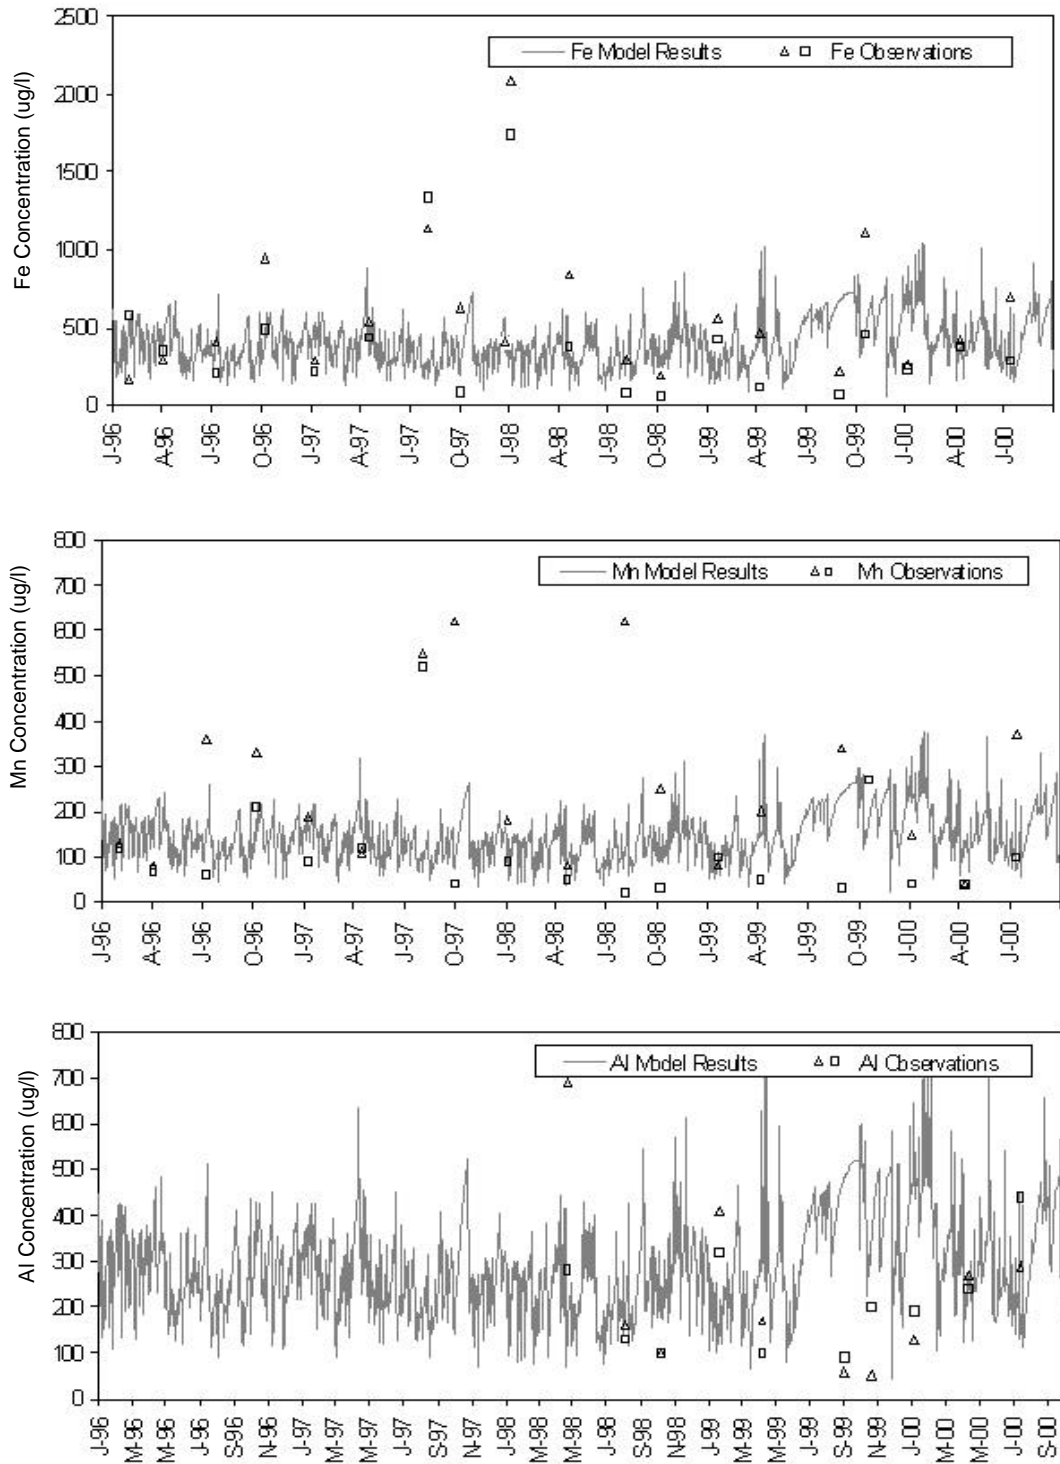 2500
Fe Model Results Fe Observations
2000
1500
1000
500
0
Fe Concentration (ug/l)
J-96 A-96 J-96 O-96 J-97 A-97 J-97 O-97 J-98 A-98 J-98 O-98 J-99 A-99 J-99 O-99 J-00 A-00 J-00
800
Mn Model Results Mn Observations
700
600
500
400
300
200
100
0
Mn Concentration (ug/l)
J-96 A-96 J-96 O-96 J-97 A-97 J-97 O-97 J-98 A-98 J-98 O-98 J-99 A-99 J-99 O-99 J-00 A-00 J-00
800
Al Model Results Al Observations
700
600
500
400
300
200
100
0
Al Concentration (ug/l)
J-96 M-96 M-96 J-96 S-96 N-96 J-97 M-97 M-97 J-97 S-97 N-97 J-98 M-98 M-98 J-98 S-98 N-98 J-99 M-99 M-99 J-99 S-99 N-99 J-00 M-00 M-00 J-00 S-00